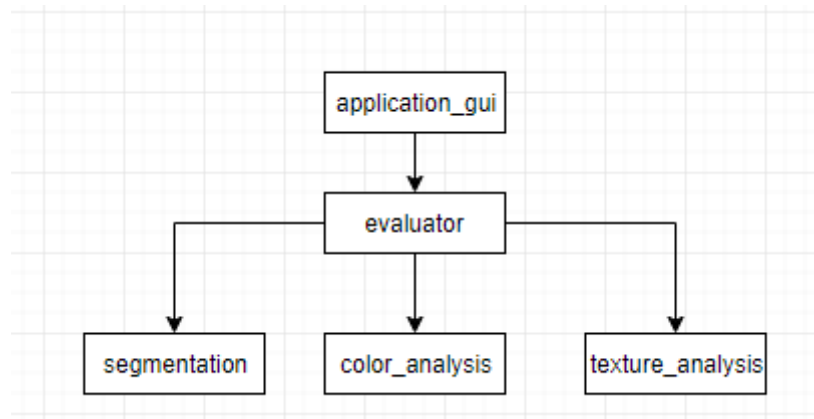 application_gui
evaluator
segmentation
color_analysis
texture_analysis